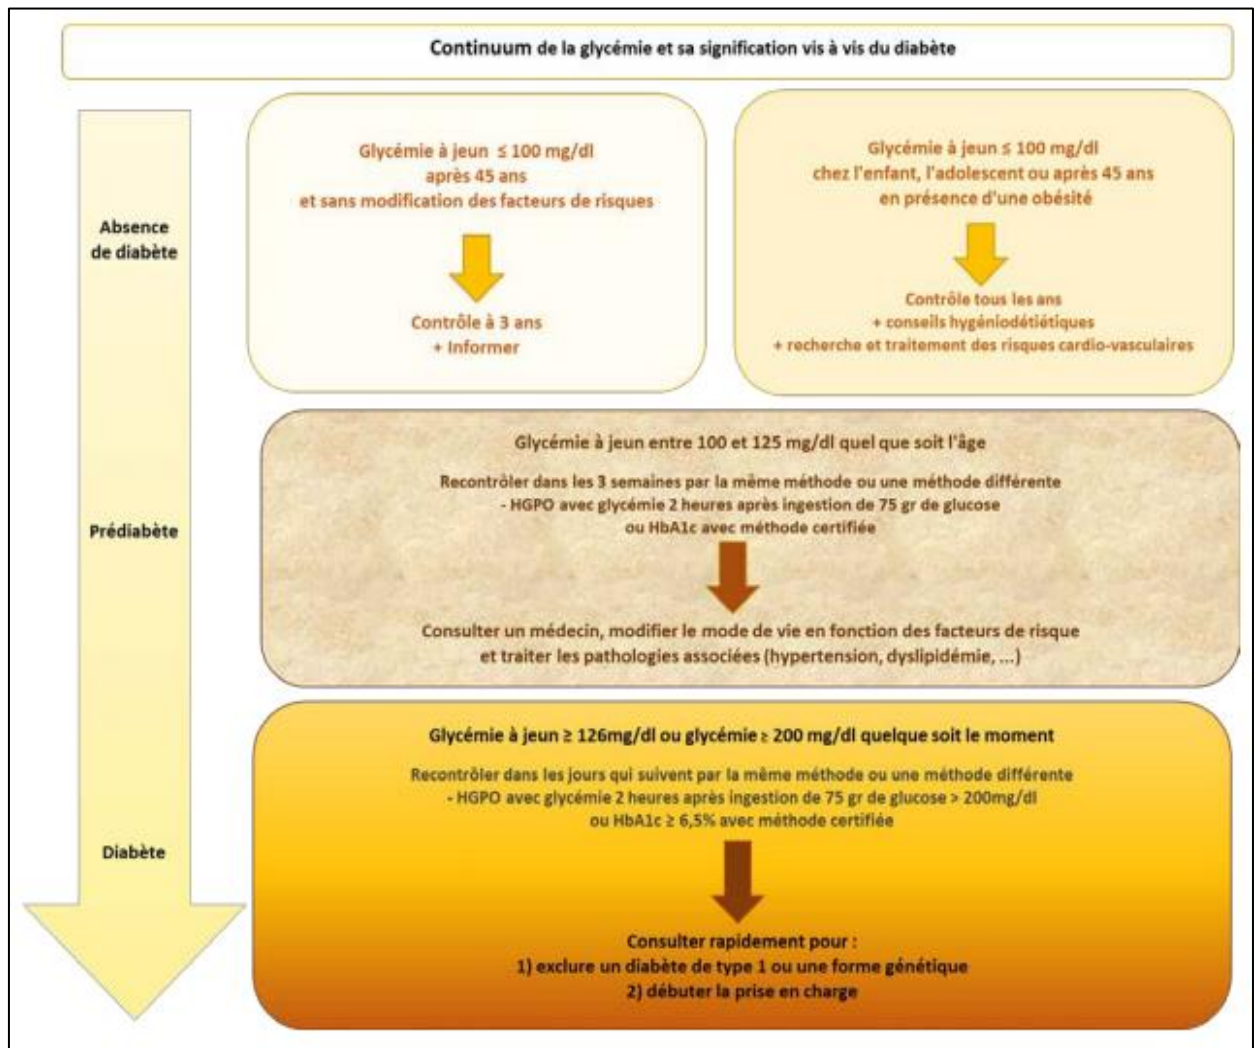 Continuum de la glycémie et sa signification vis à vis du diabète
Absence
de diabète
Glycémie à jeun ≤ 100 mg/dl
après 45 ans
et sans modification des facteurs de risques
Contrôle à 3 ans
+ Informer
Glycémie à jeun ≤ 100 mg/dl
chez l'enfant, l'adolescent ou après 45 ans
en présence d'une obésité
Contrôle tous les ans
+ conseils hygéniodétiétiques
+ recherche et traitement des risques cardio-vasculaires
Prédiabète
Glycémie à jeun entre 100 et 125 mg/dl quel que soit l'âge
Recontrôler dans les 3 semaines par la même méthode ou une méthode différente
- HGPO avec glycémie 2 heures après ingestion de 75 gr de glucose
ou HbA1c avec méthode certifiée
Consulter un médecin, modifier le mode de vie en fonction des facteurs de risque
et traiter les pathologies associées (hypertension, dyslipidémie, ...)
Diabète
Glycémie à jeun ≥ 126mg/dl ou glycémie ≥ 200 mg/dl quelque soit le moment
Recontrôler dans les jours qui suivent par la même méthode ou une méthode différente
- HGPO avec glycémie 2 heures après ingestion de 75 gr de glucose > 200mg/dl
ou HbA1c ≥ 6,5% avec méthode certifiée
Consulter rapidement pour :
1) exclure un diabète de type 1 ou une forme génétique
2) débuter la prise en charge